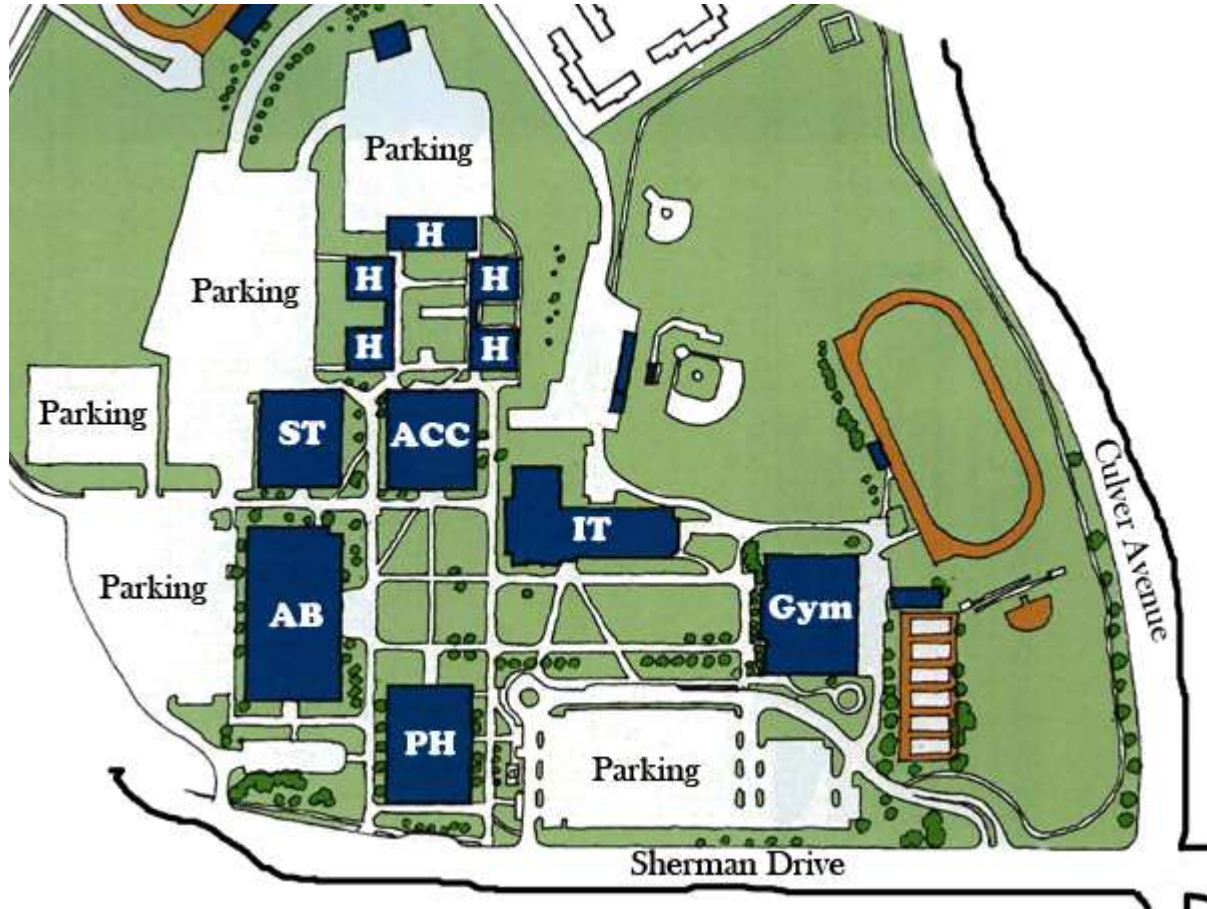 Parking
H
H
H
Parking
H
H
Parking
ST
ACC
IT
Parking
AB
Gym
PH
Parking
Culver Avenue
Sherman Drive